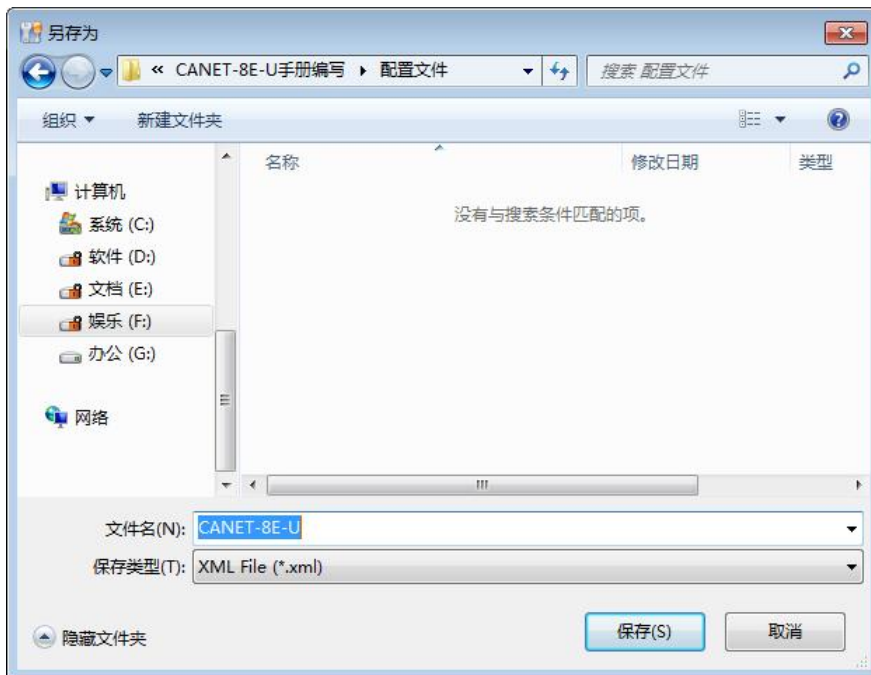 另存为
« CANET-8E-U手册编写 ▸ 配置文件
搜索 配置文件
组织 新建文件夹
名称 修改日期 类型
没有与搜索条件匹配的项。
计算机
系统 (C:)
软件 (D:)
文档 (E:)
娱乐 (F:)
办公 (G:)
网络
文件名(N): CANET-8E-U
保存类型(T): XML File (*.xml)
隐藏文件夹 保存(S) 取消